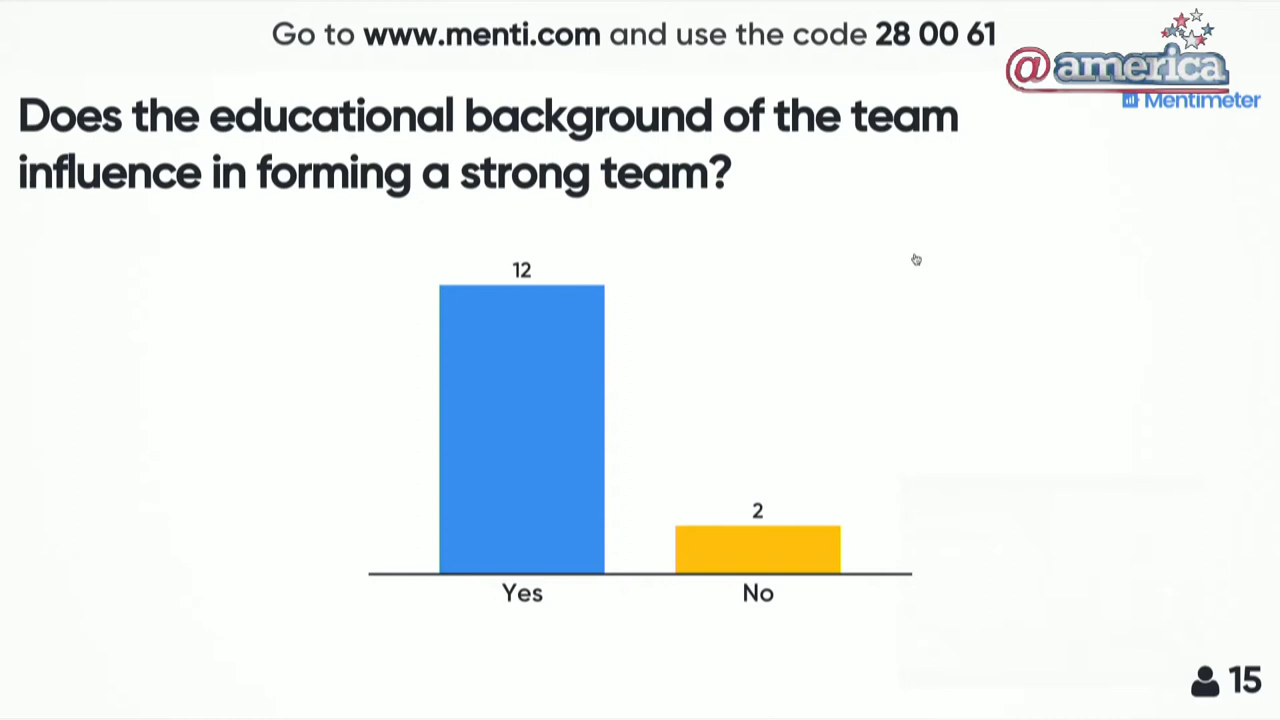 Go to www.menti.com and use the code 28 00 61
@america
Mentimeter
Does the educational background of the team
influence in forming a strong team?
12
2
Yes
No
15